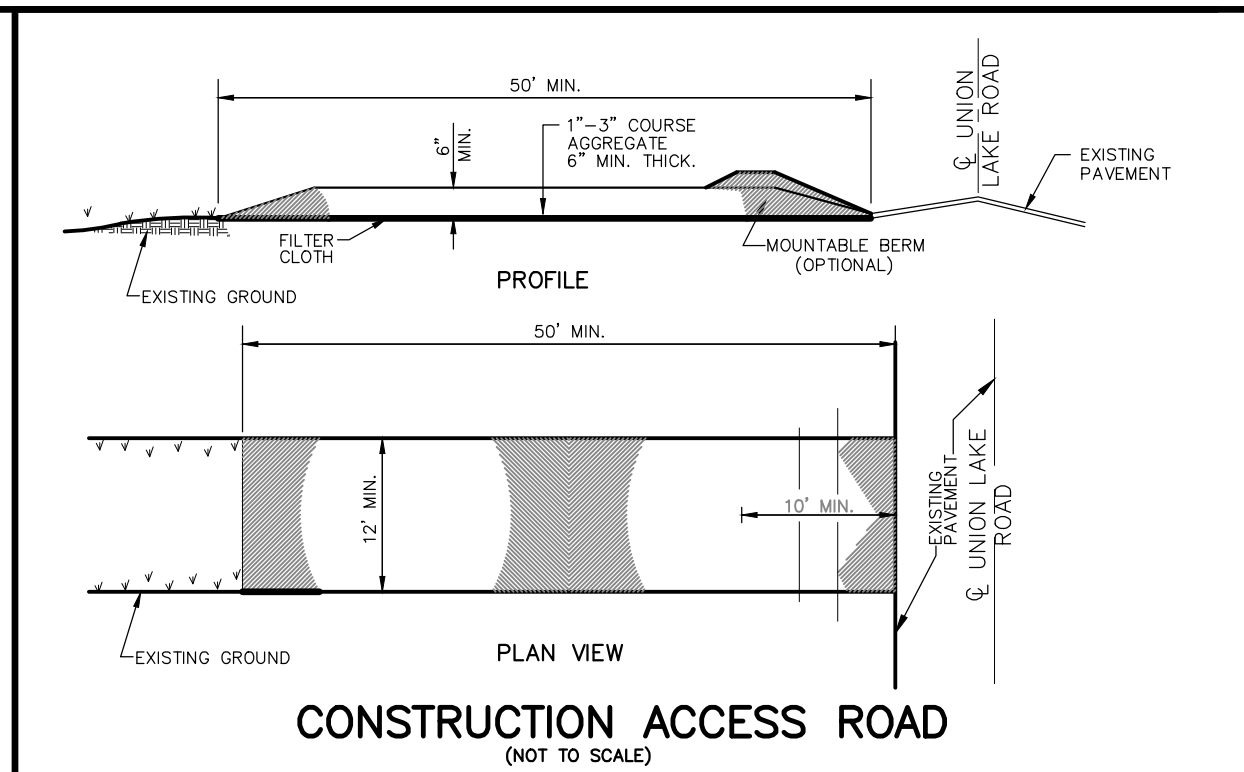 50' MIN.
6" MIN.
1"-3" COURSE
AGGREGATE
6" MIN. THICK.
℄ UNION
LAKE ROAD
EXISTING
PAVEMENT
FILTER
CLOTH
MOUNTABLE BERM
(OPTIONAL)
EXISTING GROUND
PROFILE
50' MIN.
12' MIN.
10' MIN.
EXISTING
PAVEMENT
℄ UNION LAKE
ROAD
EXISTING GROUND
PLAN VIEW
CONSTRUCTION ACCESS ROAD
(NOT TO SCALE)